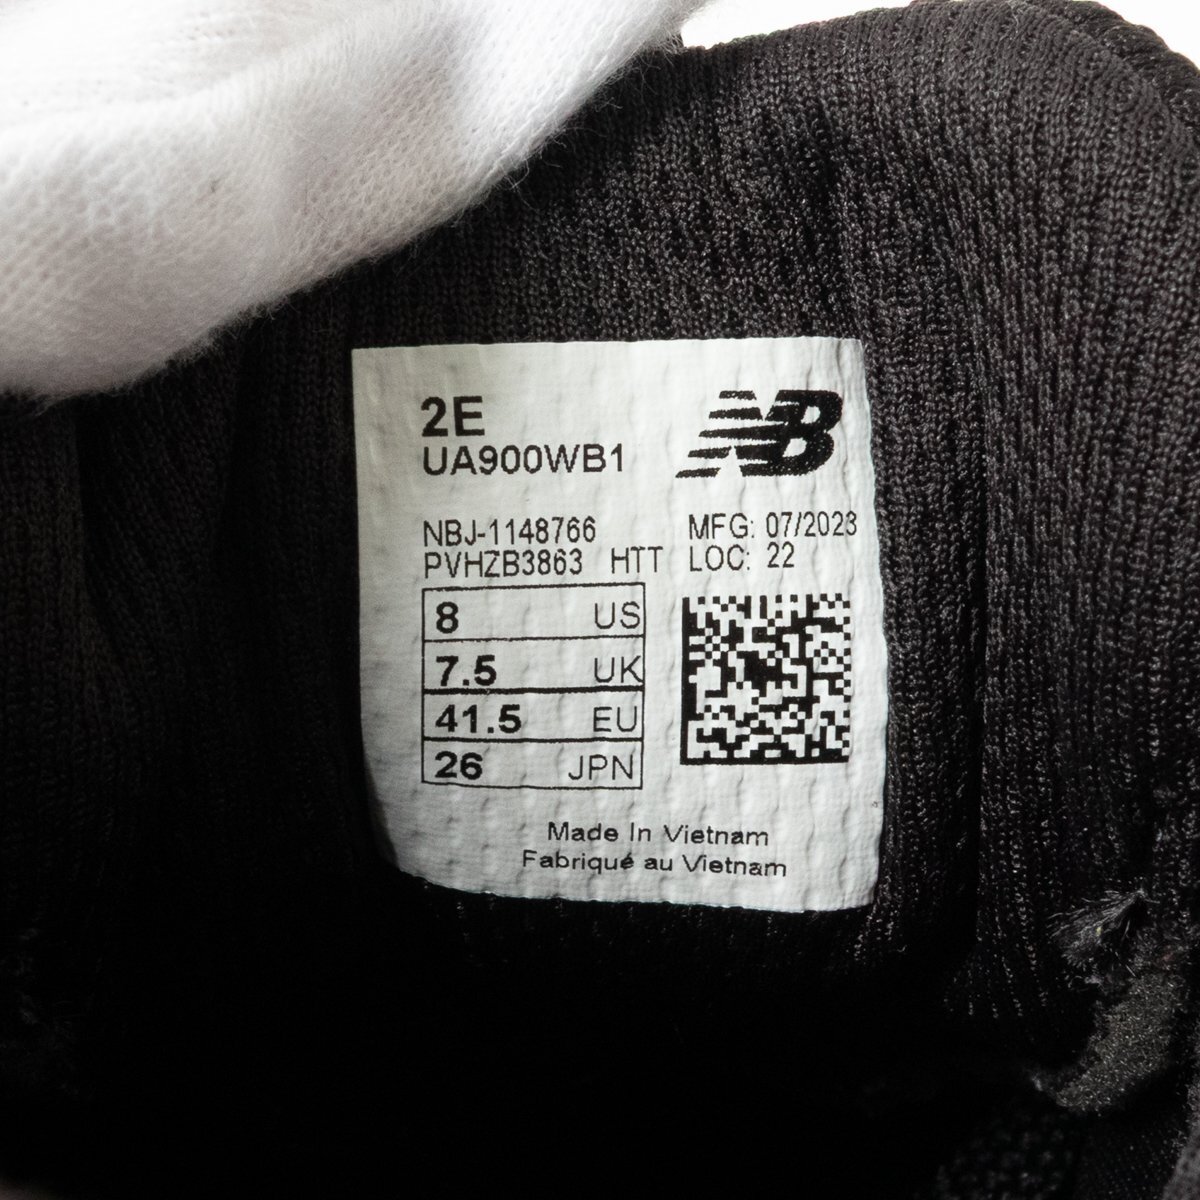 2E
UA900WB1
NB
NBJ-1148766
PVHZB3863 HTT
MFG: 07/2023
LOC: 22
8 US
7.5 UK
41.5 EU
26 JPN
Made In Vietnam
Fabriqué au Vietnam